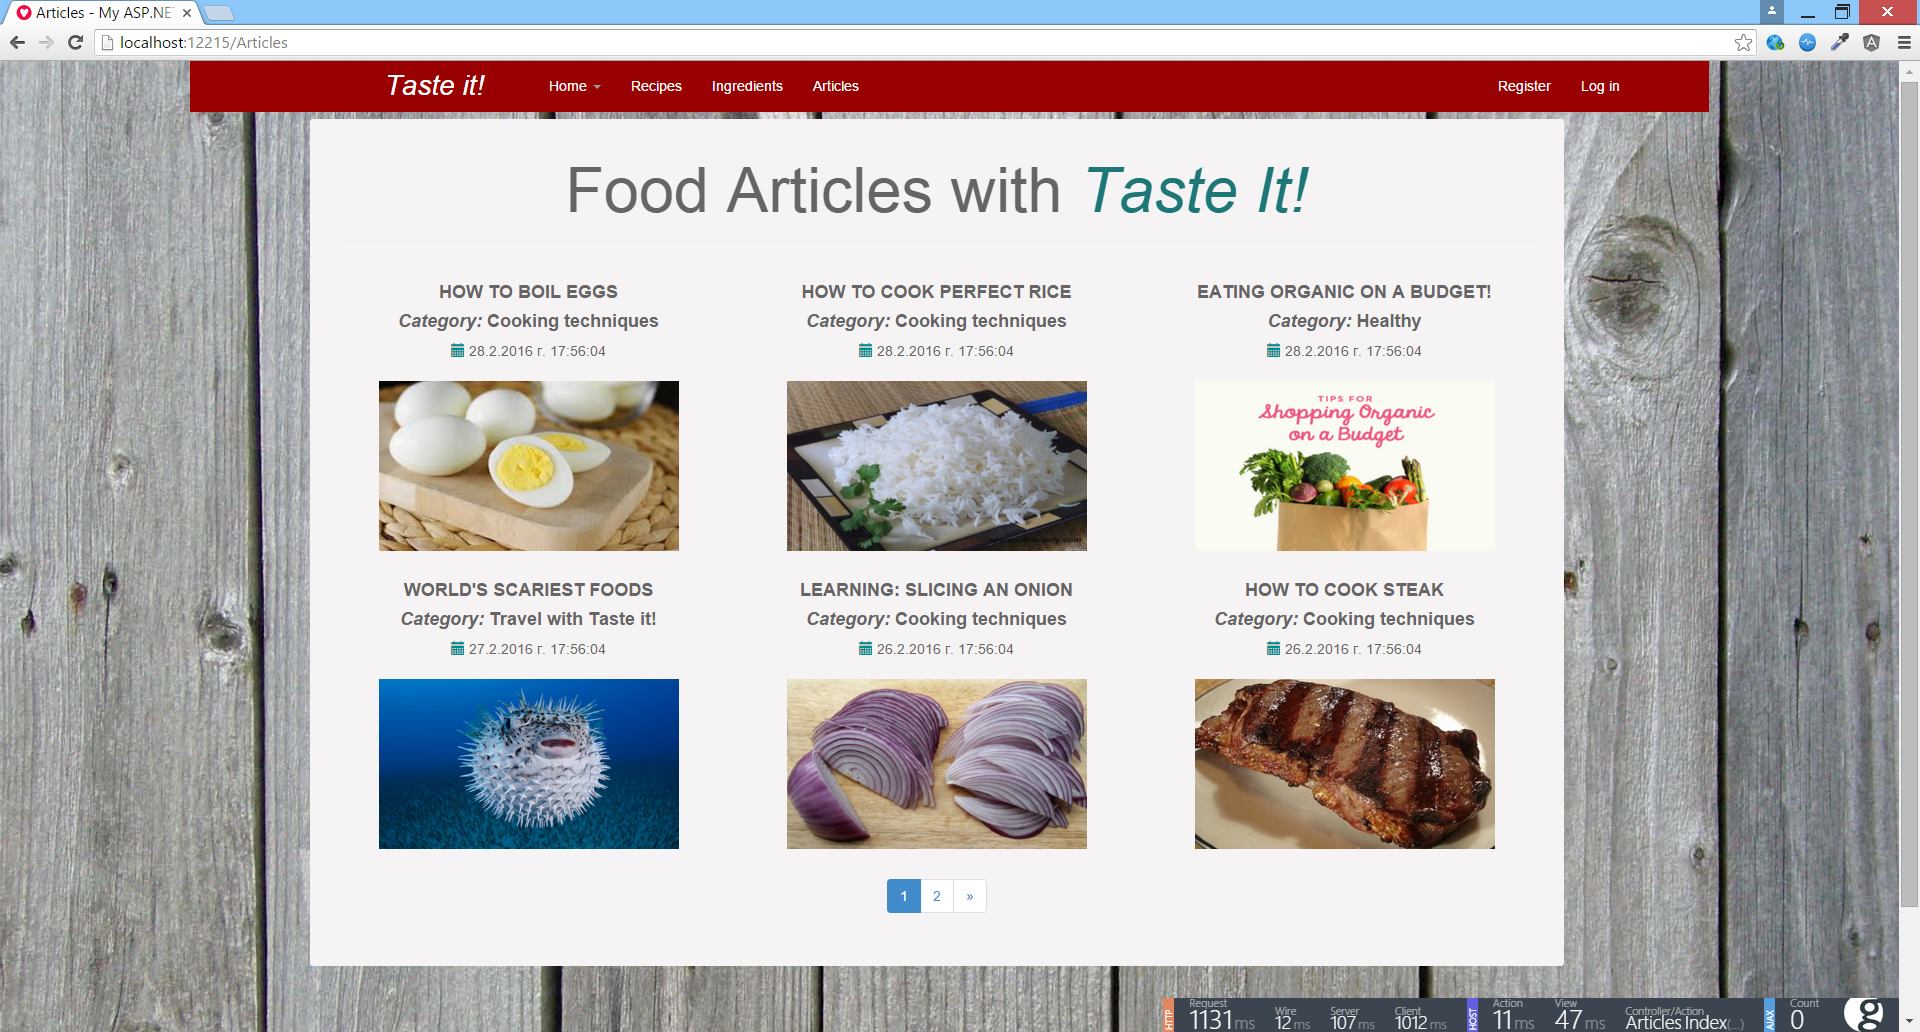 Articles - My ASP.NE
localhost:12215/Articles
Taste it!
Home
Recipes
Ingredients
Articles
Register
Log in
Food Articles with Taste It!
HOW TO BOIL EGGS
Category: Cooking techniques
28.2.2016 г. 17:56:04
HOW TO COOK PERFECT RICE
Category: Cooking techniques
28.2.2016 г. 17:56:04
EATING ORGANIC ON A BUDGET!
Category: Healthy
28.2.2016 г. 17:56:04
TIPS FOR
Shopping Organic
on a Budget
WORLD'S SCARIEST FOODS
Category: Travel with Taste it!
27.2.2016 г. 17:56:04
LEARNING: SLICING AN ONION
Category: Cooking techniques
26.2.2016 г. 17:56:04
HOW TO COOK STEAK
Category: Cooking techniques
26.2.2016 г. 17:56:04
1
2
»
HTTP
Request
1131 ms
Wire
12 ms
Server
107 ms
Client
1012 ms
HOST
Action
11 ms
View
47 ms
Controller/Action
Articles.Index(...)
AJAX
Count
0
g